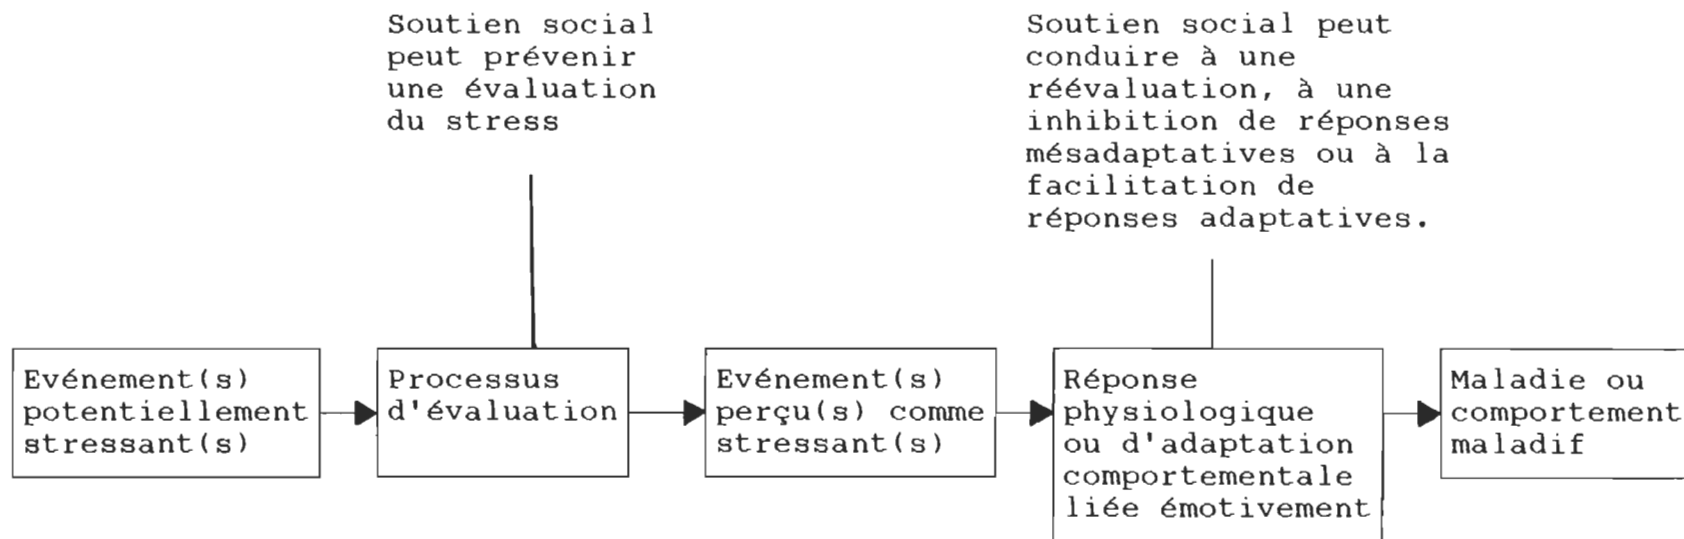 Soutien social
peut prévenir
une évaluation
du stress
Soutien social peut
conduire à une
réévaluation, à une
inhibition de réponses
mésadaptatives ou à la
facilitation de
réponses adaptatives.
Evénement(s)
potentiellement
stressant(s)
Processus
d'évaluation
Evénement(s)
perçu(s) comme
stressant(s)
Réponse
physiologique
ou d'adaptation
comportementale
liée émotivement
Maladie ou
comportement
maladif